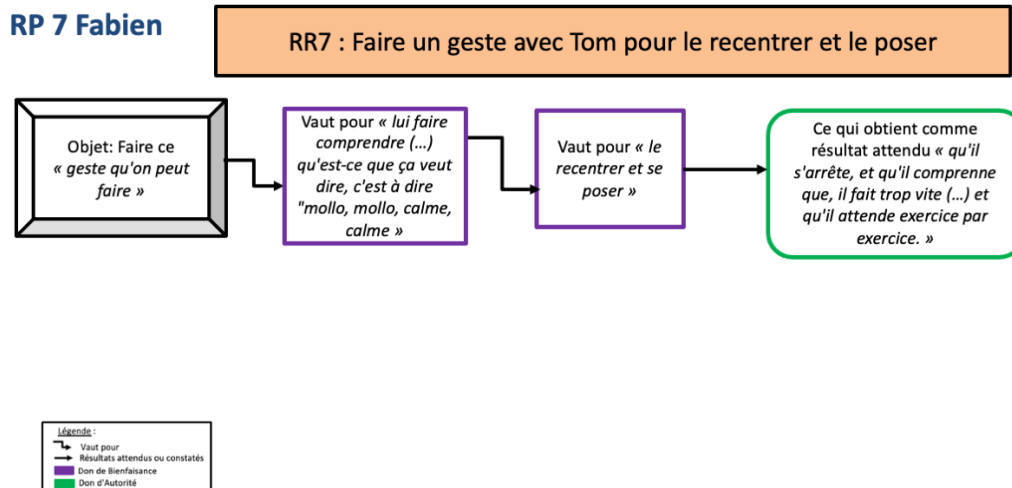 RP 7 Fabien
RR7 : Faire un geste avec Tom pour le recentrer et le poser
Objet: Faire ce
« geste qu'on peut
faire »
Vaut pour « lui faire
comprendre (...)
qu'est-ce que ça veut
dire, c'est à dire
"mollo, mollo, calme,
calme »
Vaut pour « le
recentrer et se
poser »
Ce qui obtient comme
résultat attendu « qu'il
s'arrête, et qu'il comprenne
que, il fait trop vite (...) et
qu'il attende exercice par
exercice. »
Légende :
Vaut pour
Résultats attendus ou constatés
Don de Bienfaisance
Don d'Autorité